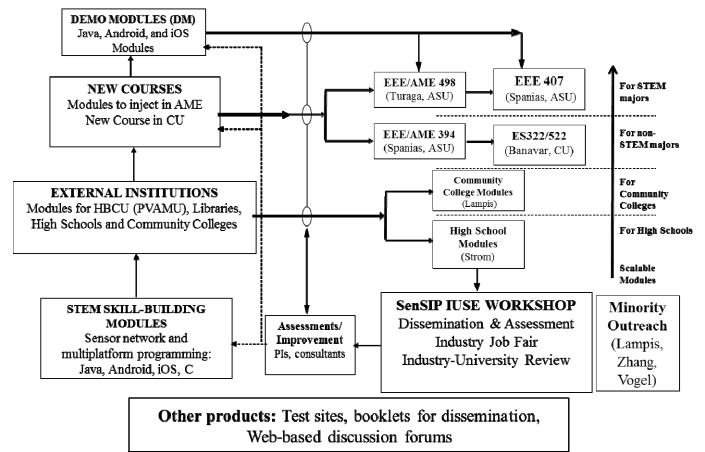 DEMO MODULES (DM)
Java, Android, and iOS
Modules
NEW COURSES
Modules to inject in AME
New Course in CU
EXTERNAL INSTITUTIONS
Modules for HBCU (PVAMU), Libraries,
High Schools and Community Colleges
STEM SKILL-BUILDING
MODULES
Sensor network and
multiplatform programming:
Java, Android, iOS, C
EEE/AME 498
(Turaga, ASU)
EEE 407
(Spanias, ASU)
EEE/AME 394
(Spanias, ASU)
ES322/522
(Banavar, CU)
Community
College Modules
(Lampis)
High School
Modules
(Strom)
For STEM
majors
For non-
STEM majors
For
Community
Colleges
For High Schools
Scalable
Modules
Assessments/
Improvement
PIs, consultants
SenSIP IUSE WORKSHOP
Dissemination & Assessment
Industry Job Fair
Industry-University Review
Minority
Outreach
(Lampis,
Zhang,
Vogel)
Other products: Test sites, booklets for dissemination,
Web-based discussion forums